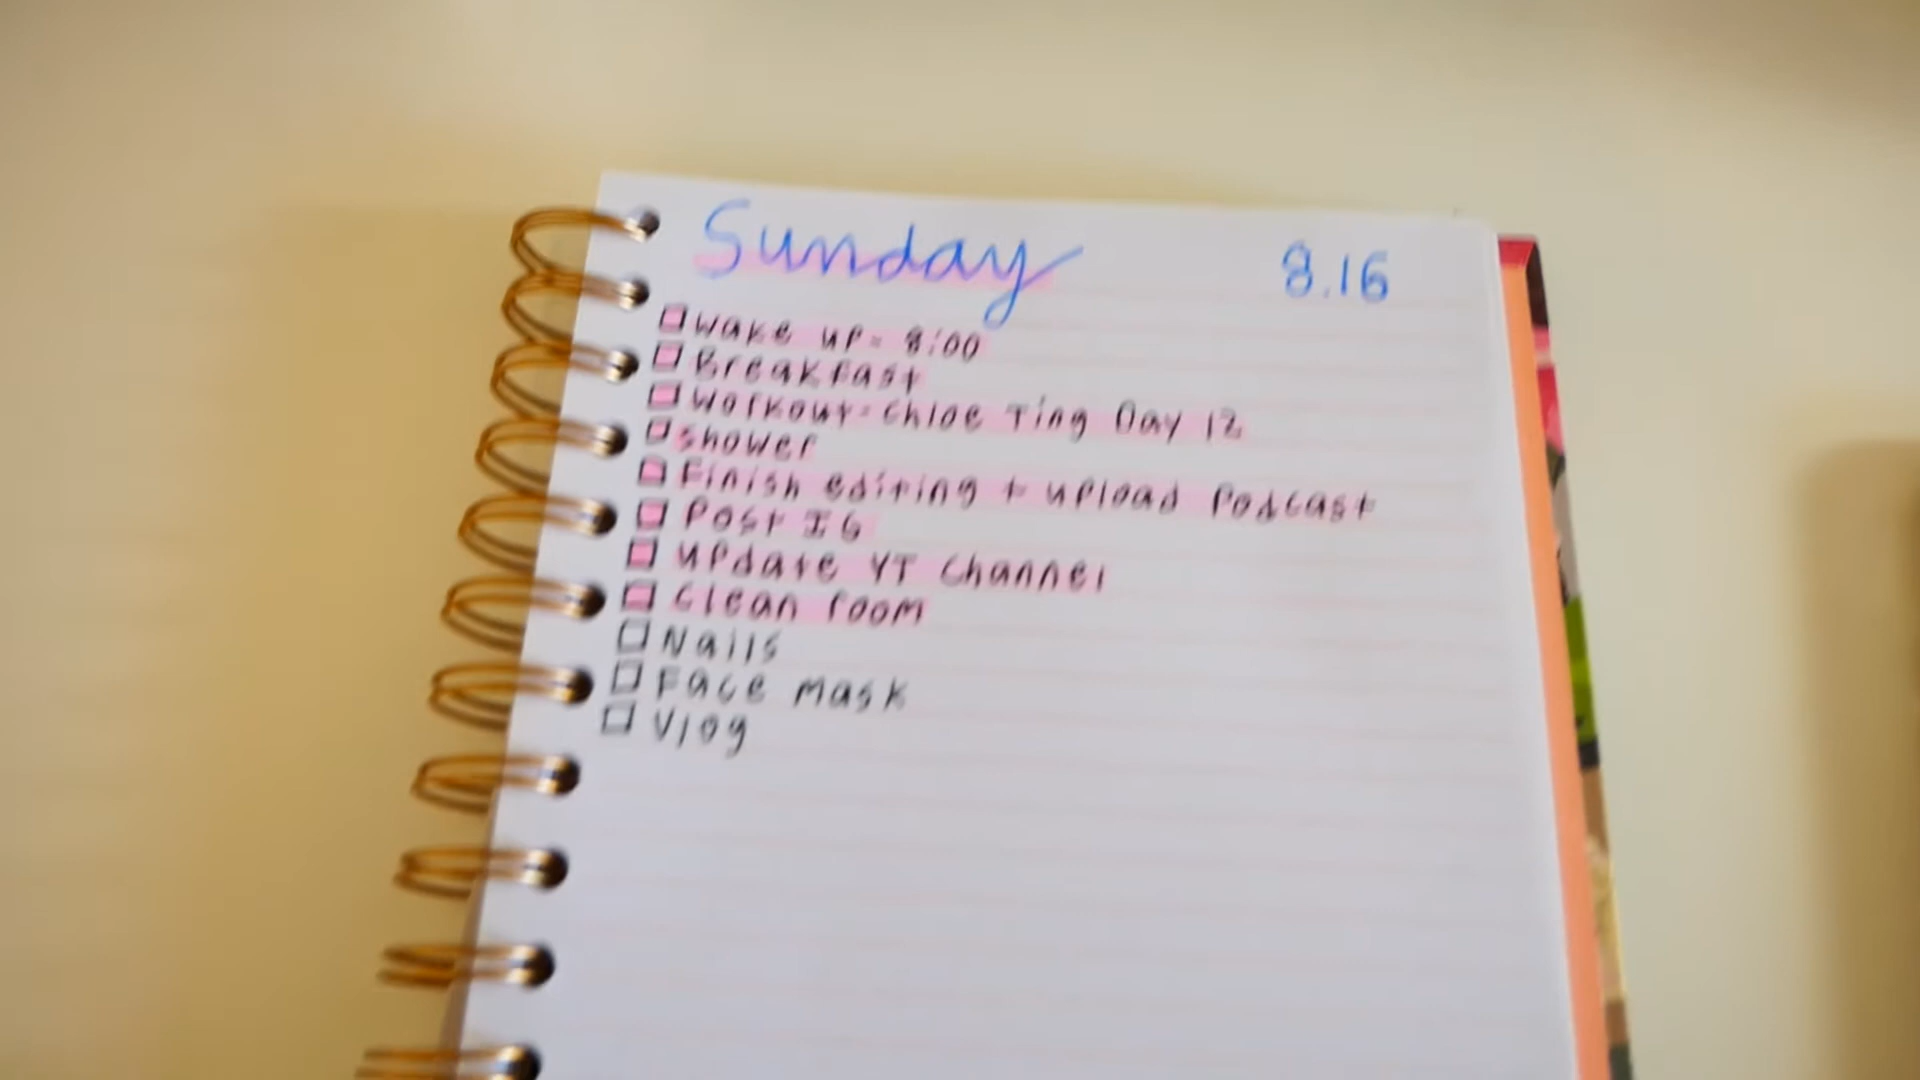 Sunday 8.16
Wake up= 8:00
Breakfast
Workout= Chloe Ting Day 12
Shower
Finish editing + upload Podcast
Post IG
Update YT Channel
Clean room
Nails
Face mask
Vlog